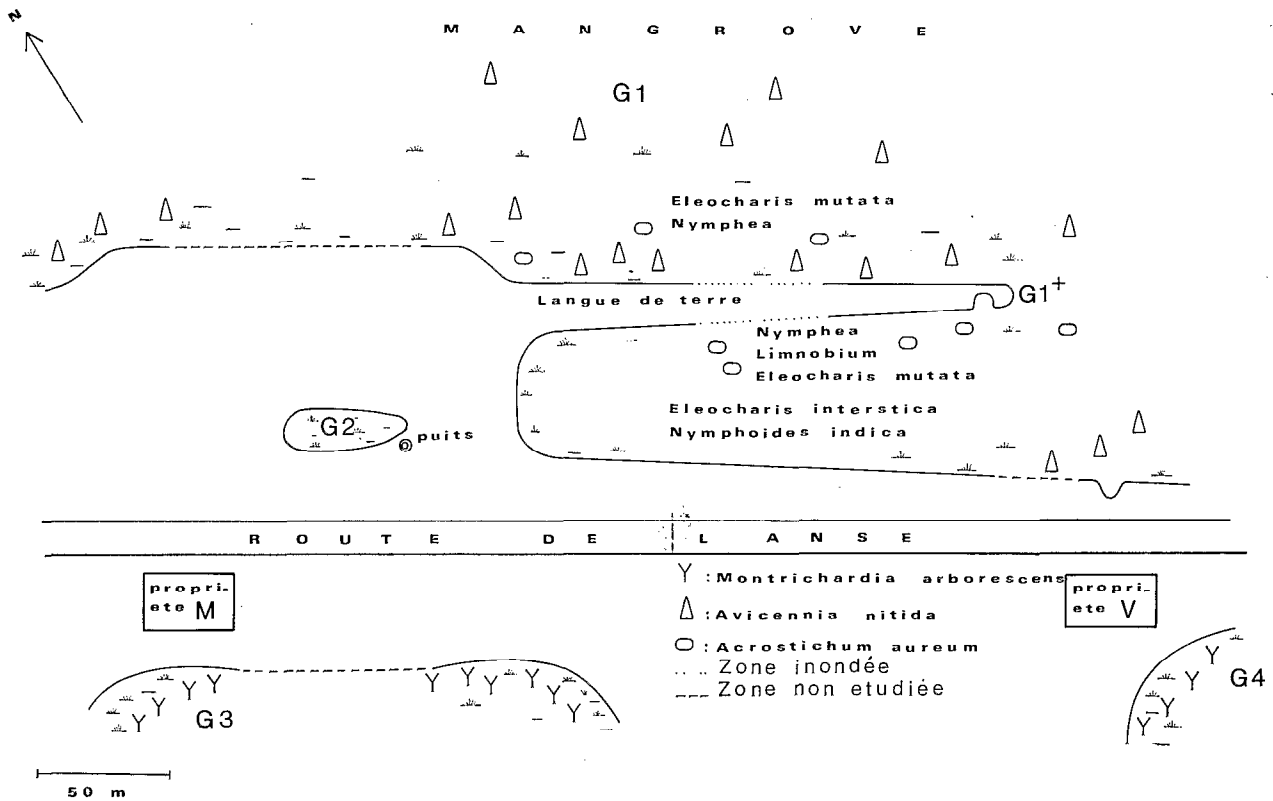 N
M A N G R O V E
G1
Eleocharis mutata
Nymphea
Langue de terre
G1+
Nymphea
Limnobium
Eleocharis mutata
Eleocharis interstica
Nymphoides indica
G2
puits
R O U T E D E L A N S E
propri-
ete M
Y : Montrichardia arborescens
: Avicennia nitida
: Acrostichum aureum
.. .. Zone inondée
--- Zone non etudiée
propri-
ete V
G3
G4
50 m